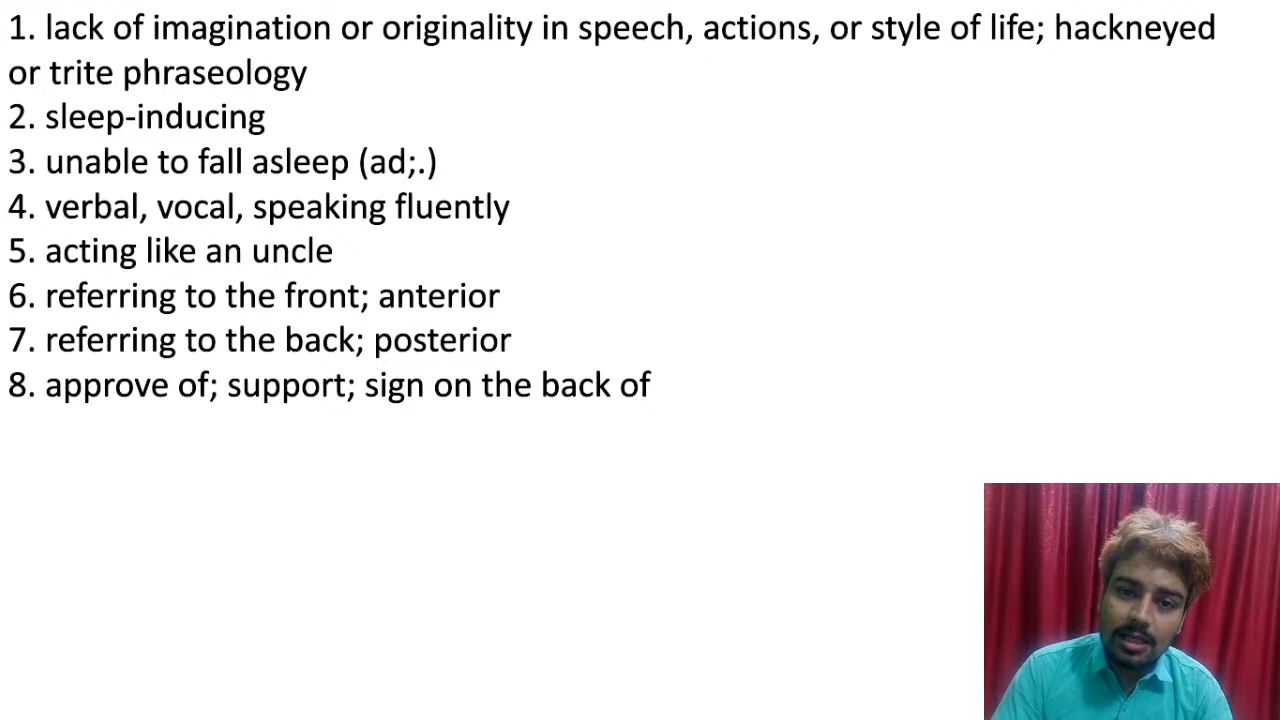 1. lack of imagination or originality in speech, actions, or style of life; hackneyed
or trite phraseology
2. sleep-inducing
3. unable to fall asleep (ad;.)
4. verbal, vocal, speaking fluently
5. acting like an uncle
6. referring to the front; anterior
7. referring to the back; posterior
8. approve of; support; sign on the back of